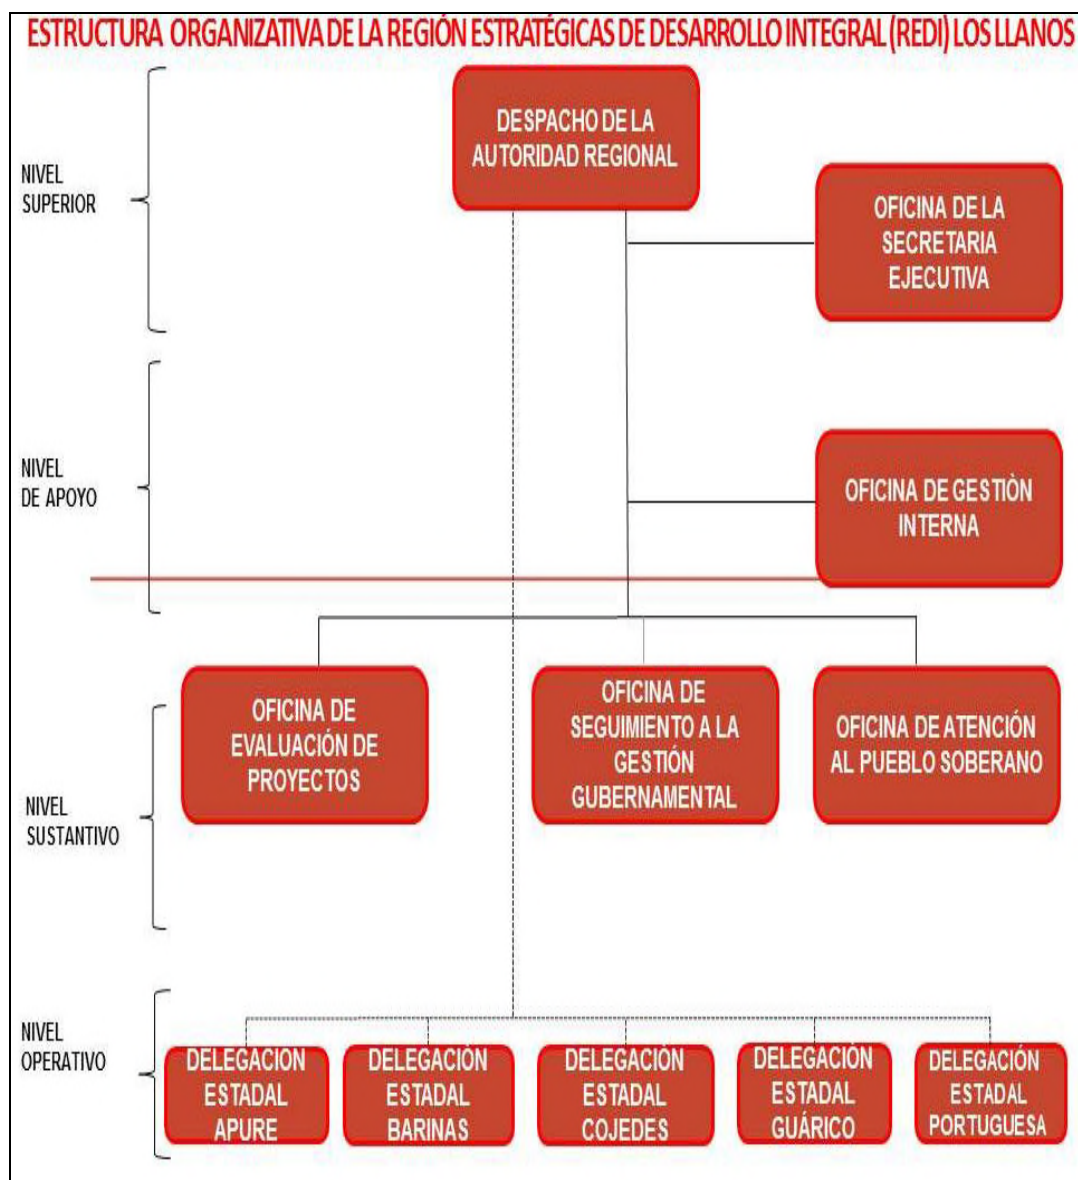 ESTRUCTURA ORGANIZATIVA DE LA REGIÓN ESTRATÉGICAS DE DESARROLLO INTEGRAL (REDI) LOS LLANOS
DESPACHO DE LA
AUTORIDAD REGIONAL
NIVEL
SUPERIOR
OFICINA DE LA
SECRETARIA
EJECUTIVA
NIVEL
DE APOYO
OFICINA DE GESTIÒN
INTERNA
OFICINA DE
EVALUACIÓN DE
PROYECTOS
OFICINA DE
SEGUIMIENTO A LA
GESTIÓN
GUBERNAMENTAL
OFICINA DE ATENCIÓN
AL PUEBLO SOBERANO
NIVEL
SUSTANTIVO
NIVEL
OPERATIVO
DELEGACIÓN
ESTADAL
APURE
DELEGACIÓN
ESTADAL
BARINAS
DELEGACIÓN
ESTADAL
COJEDES
DELEGACIÓN
ESTADAL
GUÁRICO
DELEGACIÓN
ESTADAL
PORTUGUESA